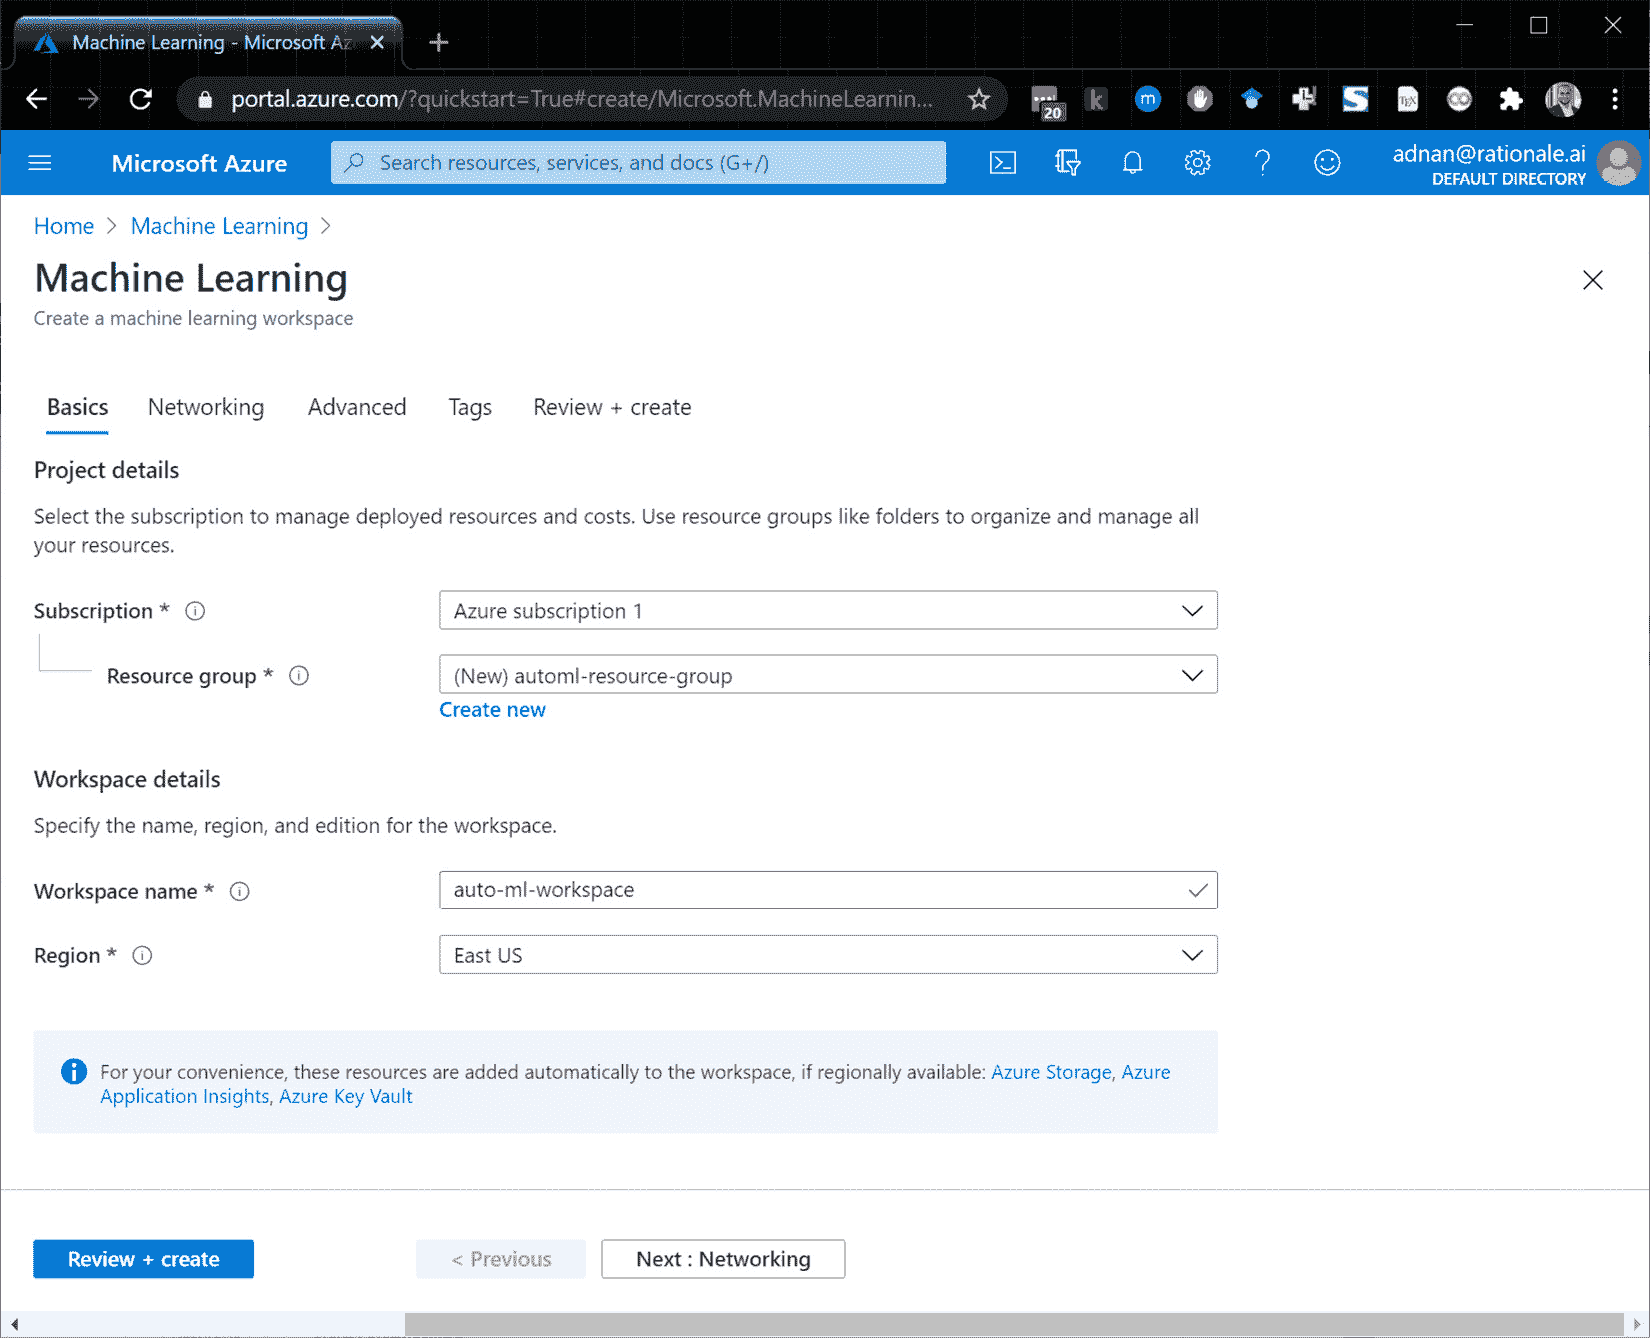 Machine Learning - Microsoft Az
portal.azure.com/?quickstart=True#create/Microsoft.MachineLearnin...
20
k
m
S
TEX
Microsoft Azure
Search resources, services, and docs (G+/)
adnan@rationale.ai
DEFAULT DIRECTORY
Home > Machine Learning >
Machine Learning
Create a machine learning workspace
Basics
Networking
Advanced
Tags
Review + create
Project details
Select the subscription to manage deployed resources and costs. Use resource groups like folders to organize and manage all
your resources.
Subscription *
Azure subscription 1
Resource group *
(New) automl-resource-group
Create new
Workspace details
Specify the name, region, and edition for the workspace.
Workspace name *
auto-ml-workspace
Region *
East US
For your convenience, these resources are added automatically to the workspace, if regionally available: Azure Storage, Azure
Application Insights, Azure Key Vault
Review + create
< Previous
Next : Networking